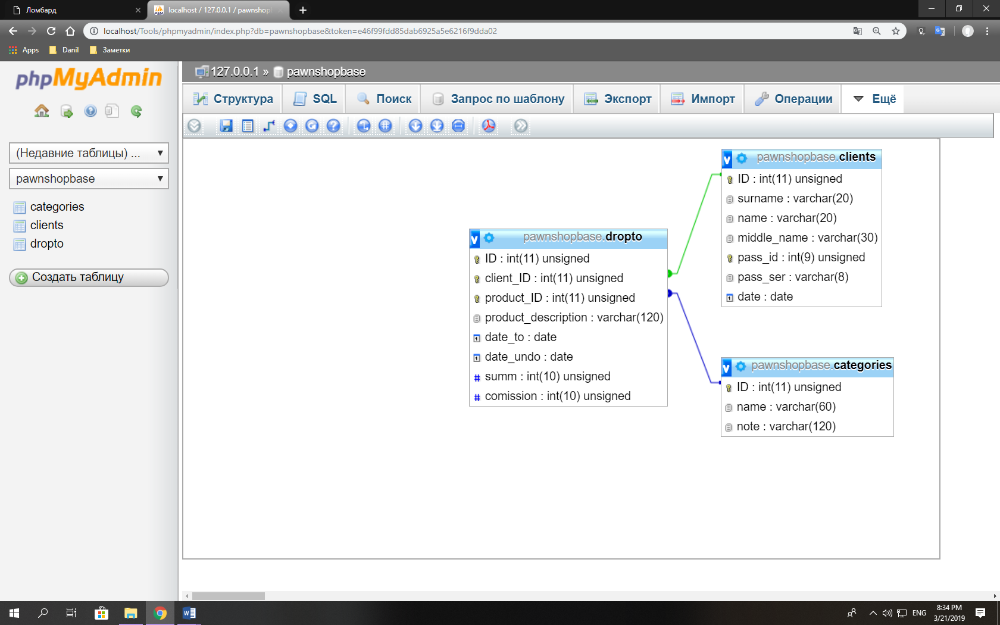 Ломбард
localhost / 127.0.0.1 / pawnshopb
localhost/Tools/phpmyadmin/index.php?db=pawnshopbase&token=e46f99fdd85dab6925a5e6216f9dda02
Apps
Danil
Заметки
phpMyAdmin
127.0.0.1 » pawnshopbase
Структура
SQL
Поиск
Запрос по шаблону
Экспорт
Импорт
Операции
Ещё
(Недавние таблицы) ...
pawnshopbase
categories
clients
dropto
Создать таблицу
pawnshopbase.dropto
ID : int(11) unsigned
client_ID : int(11) unsigned
product_ID : int(11) unsigned
product_description : varchar(120)
date_to : date
date_undo : date
summ : int(10) unsigned
comission : int(10) unsigned
pawnshopbase.clients
ID : int(11) unsigned
surname : varchar(20)
name : varchar(20)
middle_name : varchar(30)
pass_id : int(9) unsigned
pass_ser : varchar(8)
date : date
pawnshopbase.categories
ID : int(11) unsigned
name : varchar(60)
note : varchar(120)
ENG
8:34 PM
3/21/2019